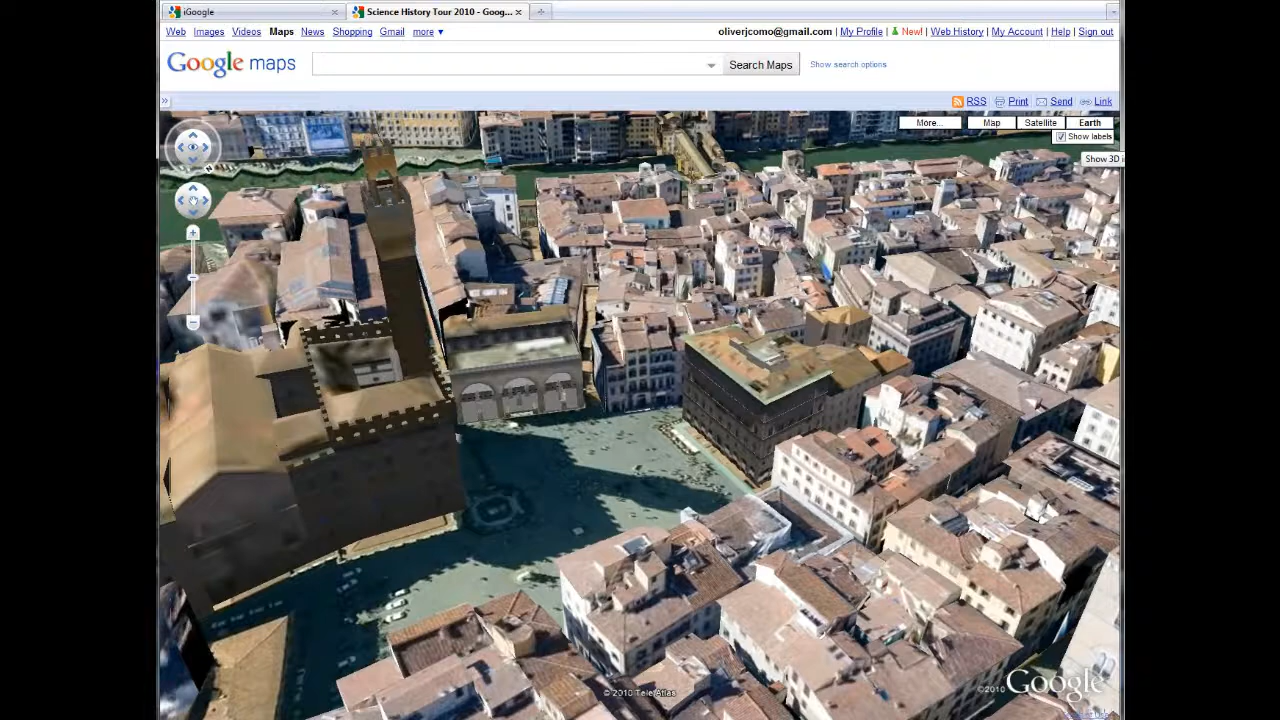 iGoogle
Science History Tour 2010 - Goog...
Web Images Videos Maps News Shopping Gmail more ▼
oliverjcomo@gmail.com | My Profile | New! | Web History | My Account | Help | Sign out
Google maps
Search Maps
Show search options
RSS Print Send Link
More... Map Satellite Earth
Show labels
Show 3D i
© 2010 Tele Atlas
©2010 Google